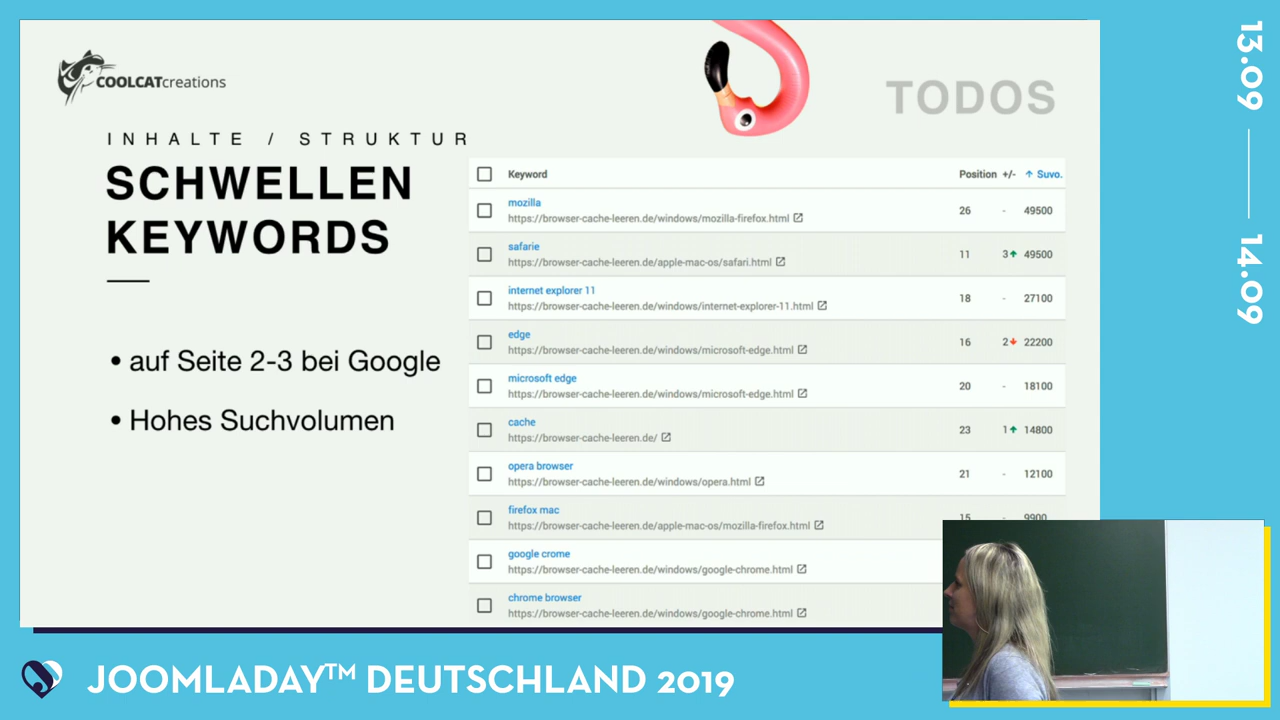 COOLCATcreations
TODOS
INHALTE / STRUKTUR
SCHWELLEN
KEYWORDS
• auf Seite 2-3 bei Google
• Hohes Suchvolumen
Keyword Position +/- Suvo.
mozilla
https://browser-cache-leeren.de/windows/mozilla-firefox.html 26 - 49500
safarie
https://browser-cache-leeren.de/apple-mac-os/safari.html 11 3 49500
internet explorer 11
https://browser-cache-leeren.de/windows/internet-explorer-11.html 18 - 27100
edge
https://browser-cache-leeren.de/windows/microsoft-edge.html 16 2 22200
microsoft edge
https://browser-cache-leeren.de/windows/microsoft-edge.html 20 - 18100
cache
https://browser-cache-leeren.de/ 23 1 14800
opera browser
https://browser-cache-leeren.de/windows/opera.html 21 - 12100
firefox mac
https://browser-cache-leeren.de/apple-mac-os/mozilla-firefox.html 15 9900
google crome
https://browser-cache-leeren.de/windows/google-chrome.html
chrome browser
https://browser-cache-leeren.de/windows/google-chrome.html
13.09
14.09
JOOMLADAY™ DEUTSCHLAND 2019